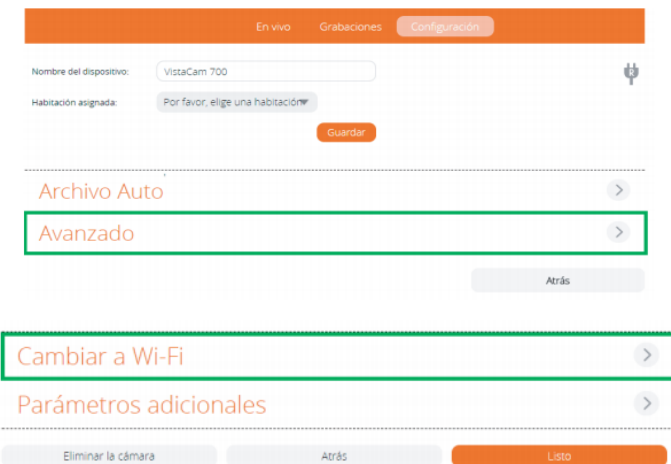 En vivo Grabaciones Configuración
Nombre del dispositivo: VistaCam 700
Habitación asignada: Por favor, elige una habitación
Guardar
Archivo Auto
Avanzado
Atrás
Cambiar a Wi-Fi
Parámetros adicionales
Eliminar la cámara Atrás Listo